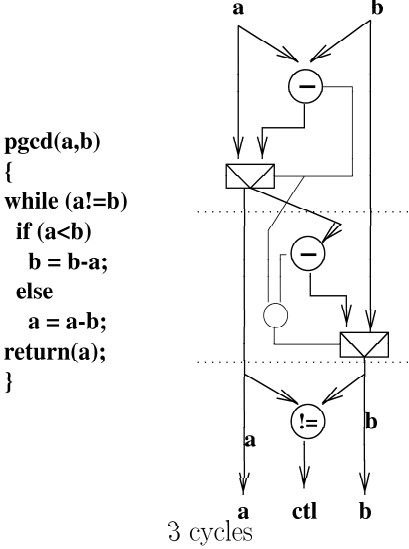 a b
−
pgcd(a,b)
{
while (a!=b)
if (a<b)
b = b-a;
else
a = a-b;
return(a);
}
−
!=
b
a
a ctl b
3 cycles